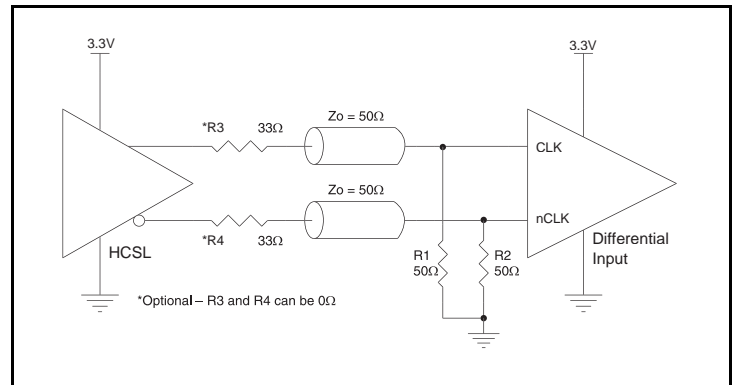 3.3V
3.3V
Zo = 50Ω
*R3 33Ω
CLK
Zo = 50Ω
nCLK
*R4 33Ω
HCSL
R1
50Ω
R2
50Ω
Differential
Input
*Optional – R3 and R4 can be 0Ω